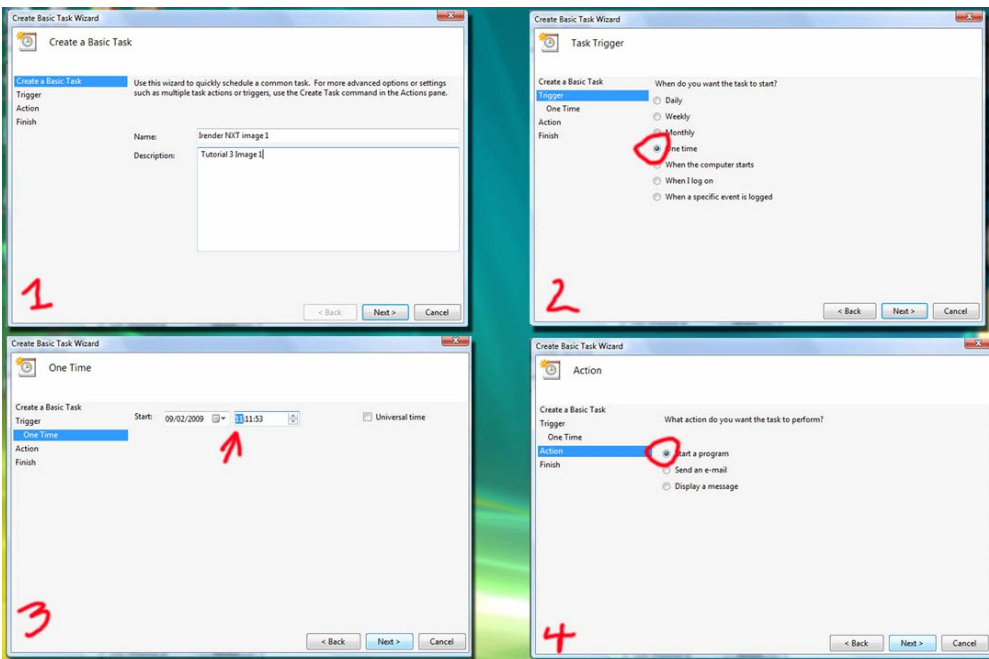 Create Basic Task Wizard
Create a Basic Task
Create a Basic Task
Trigger
Action
Finish
Use this wizard to quickly schedule a common task. For more advanced options or settings
such as multiple task actions or triggers, use the Create Task command in the Actions pane.
Name:
Irender NXT image 1
Description:
Tutorial 3 Image 1
1
< Back
Next >
Cancel
Create Basic Task Wizard
Task Trigger
Create a Basic Task
Trigger
One Time
Action
Finish
When do you want the task to start?
Daily
Weekly
Monthly
One time
When the computer starts
When I log on
When a specific event is logged
2
< Back
Next >
Cancel
Create Basic Task Wizard
One Time
Create a Basic Task
Trigger
One Time
Action
Finish
Start: 09/02/2009 11:11:53
Universal time
3
< Back
Next >
Cancel
Create Basic Task Wizard
Action
Create a Basic Task
Trigger
One Time
Action
Finish
What action do you want the task to perform?
Start a program
Send an e-mail
Display a message
4
< Back
Next >
Cancel